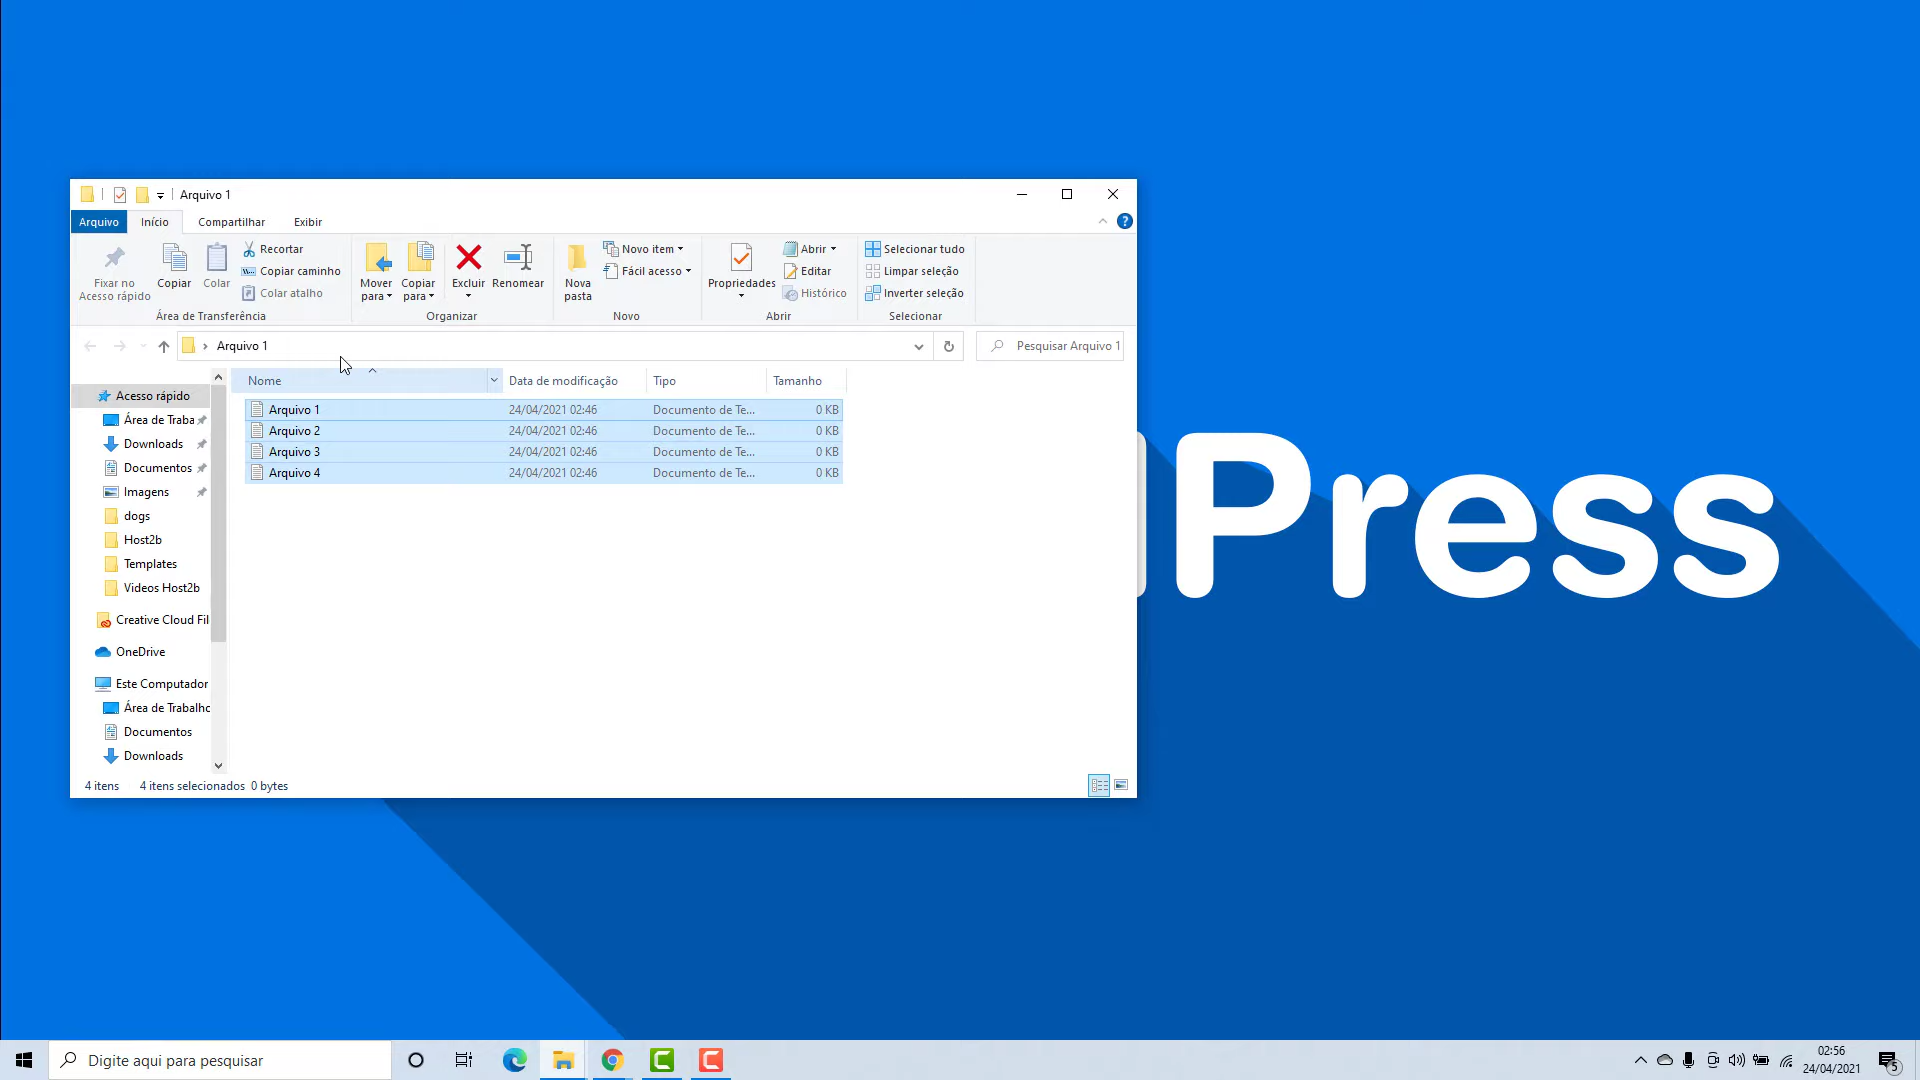 Arquivo 1
Arquivo Início Compartilhar Exibir
Fixar no Acesso rápido
Copiar
Colar
Recortar
Copiar caminho
Colar atalho
Área de Transferência
Mover para
Copiar para
Excluir
Renomear
Organizar
Nova pasta
Novo item
Fácil acesso
Novo
Propriedades
Abrir
Editar
Histórico
Abrir
Selecionar tudo
Limpar seleção
Inverter seleção
Selecionar
Arquivo 1
Pesquisar Arquivo 1
Acesso rápido
Área de Traba
Downloads
Documentos
Imagens
dogs
Host2b
Templates
Videos Host2b
Creative Cloud Fil
OneDrive
Este Computador
Área de Trabalho
Documentos
Downloads
Nome Data de modificação Tipo Tamanho
Arquivo 1 24/04/2021 02:46 Documento de Te... 0 KB
Arquivo 2 24/04/2021 02:46 Documento de Te... 0 KB
Arquivo 3 24/04/2021 02:46 Documento de Te... 0 KB
Arquivo 4 24/04/2021 02:46 Documento de Te... 0 KB
4 itens 4 itens selecionados 0 bytes
Press
Digite aqui para pesquisar
02:56
24/04/2021
5